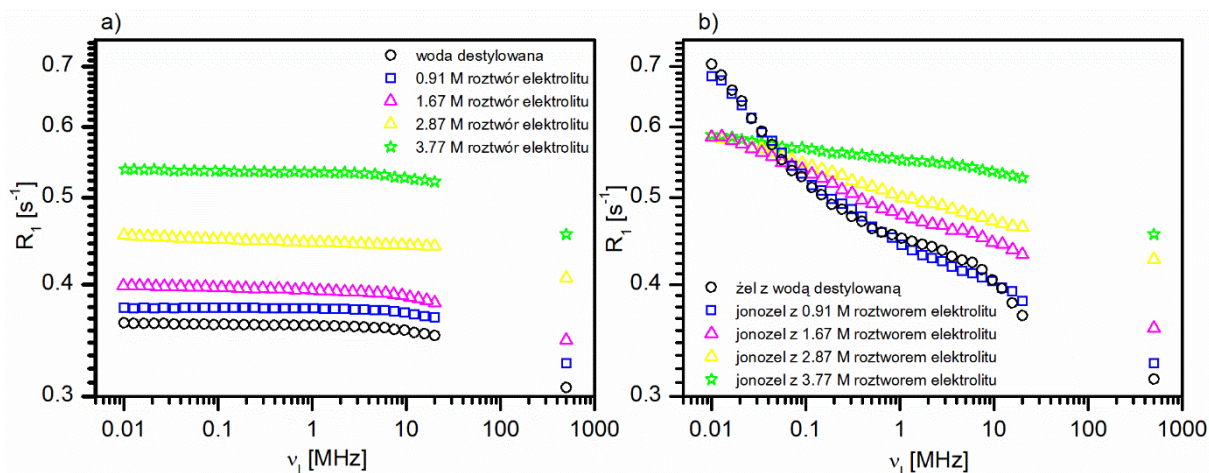 a)
R₁ [s⁻¹]
0.7
0.6
0.5
0.4
0.3
woda destylowana
0.91 M roztwór elektrolitu
1.67 M roztwór elektrolitu
2.87 M roztwór elektrolitu
3.77 M roztwór elektrolitu
0.01 0.1 1 10 100 1000
νL [MHz]
b)
R₁ [s⁻¹]
0.7
0.6
0.5
0.4
0.3
żel z wodą destylowaną
jonożel z 0.91 M roztworem elektrolitu
jonożel z 1.67 M roztworem elektrolitu
jonożel z 2.87 M roztworem elektrolitu
jonożel z 3.77 M roztworem elektrolitu
0.01 0.1 1 10 100 1000
νL [MHz]